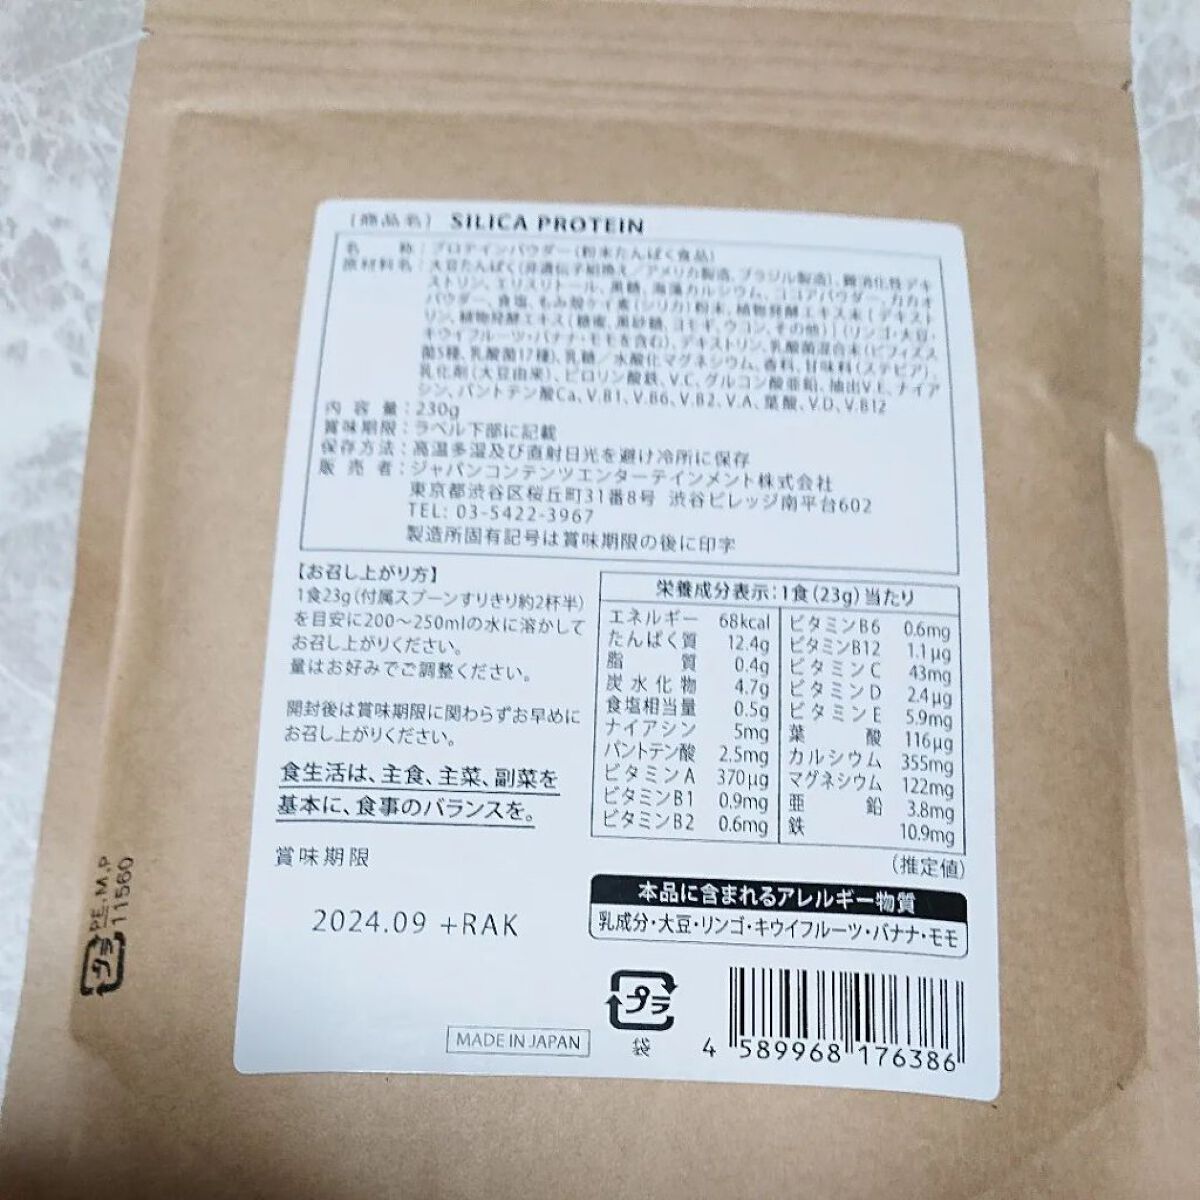 ［商品名］ SILICA PROTEIN
名称：プロテインパウダー（粉末たんぱく食品）
原材料名：大豆たんぱく（非遺伝子組換え／アメリカ製造、ブラジル製造）、難消化性デキ
ストリン、エリスリトール、黒糖、海藻カルシウム、ココアパウダー、カカオ
パウダー、食塩、もみ殻ケイ素（シリカ）粉末、植物発酵エキス末［デキスト
リン、植物発酵エキス（糖蜜、黒砂糖、ヨモギ、ウコン、その他）］（リンゴ・大豆・
キウイフルーツ・バナナ・モモを含む）、デキストリン、乳酸菌混合末（ビフィズス
菌5種、乳酸菌17種）、乳糖／水酸化マグネシウム、香料、甘味料（ステビア）、
乳化剤（大豆由来）、ピロリン酸鉄、V.C、グルコン酸亜鉛、抽出V.E、ナイア
シン、パントテン酸Ca、V.B1、V.B6、V.B2、V.A、葉酸、V.D、V.B12
内容量：230g
賞味期限：ラベル下部に記載
保存方法：高温多湿及び直射日光を避け冷所に保存
販売者：ジャパンコンテンツエンターテインメント株式会社
東京都渋谷区桜丘町31番8号 渋谷ビレッジ南平台602
TEL: 03-5422-3967
製造所固有記号は賞味期限の後に印字
【お召し上がり方】
1食23g（付属スプーンすりきり約2杯半）
を目安に200～250mlの水に溶かして
お召し上がりください。
量はお好みでご調整ください。
開封後は賞味期限に関わらずお早めに
お召し上がりください。
食生活は、主食、主菜、副菜を
基本に、食事のバランスを。
賞味期限
2024.09 +RAK
MADE IN JAPAN
栄養成分表示：1食（23g）当たり
エネルギー 68kcal
たんぱく質 12.4g
脂質 0.4g
炭水化物 4.7g
食塩相当量 0.5g
ナイアシン 5mg
パントテン酸 2.5mg
ビタミンA 370μg
ビタミンB1 0.9mg
ビタミンB2 0.6mg
ビタミンB6 0.6mg
ビタミンB12 1.1μg
ビタミンC 43mg
ビタミンD 2.4μg
ビタミンE 5.9mg
葉酸 116μg
カルシウム 355mg
マグネシウム 122mg
亜鉛 3.8mg
鉄 10.9mg
（推定値）
本品に含まれるアレルギー物質
乳成分・大豆・リンゴ・キウイフルーツ・バナナ・モモ
プラ
袋
4 589968 176386
プラ
PE,M,P
11560